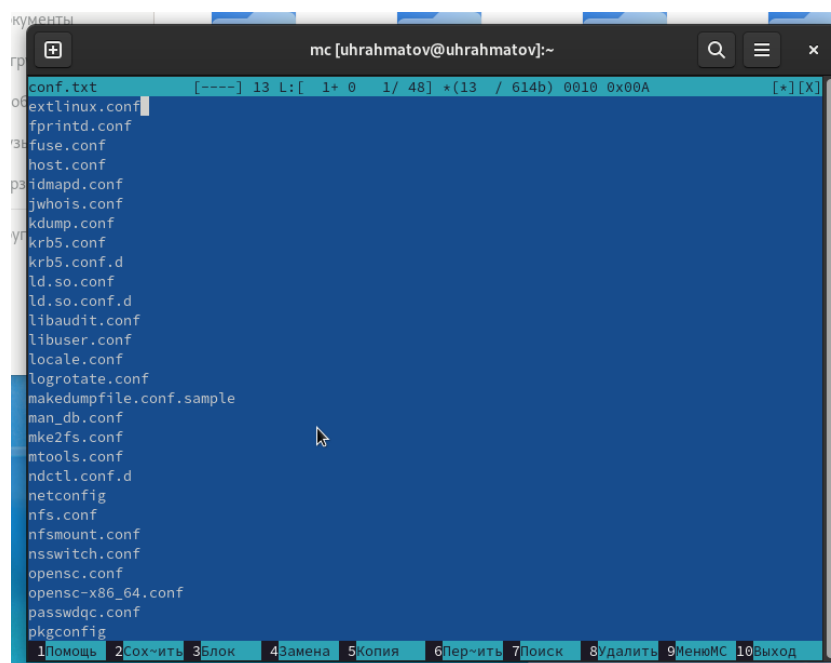 mc [uhrahmatov@uhrahmatov]:~
conf.txt [----] 13 L:[ 1+ 0 1/ 48] *(13 / 614b) 0010 0x00A [*][X]
extlinux.conf
fprintd.conf
fuse.conf
host.conf
idmapd.conf
jwhois.conf
kdump.conf
krb5.conf
krb5.conf.d
ld.so.conf
ld.so.conf.d
libaudit.conf
libuser.conf
locale.conf
logrotate.conf
makedumpfile.conf.sample
man_db.conf
mke2fs.conf
mtools.conf
ndctl.conf.d
netconfig
nfs.conf
nfsmount.conf
nsswitch.conf
opensc.conf
opensc-x86_64.conf
passwdqc.conf
pkgconfig
1Помощь 2Сох~ить 3Блок 4Замена 5Копия 6Пер~ить 7Поиск 8Удалить 9МенюМС 10Выход